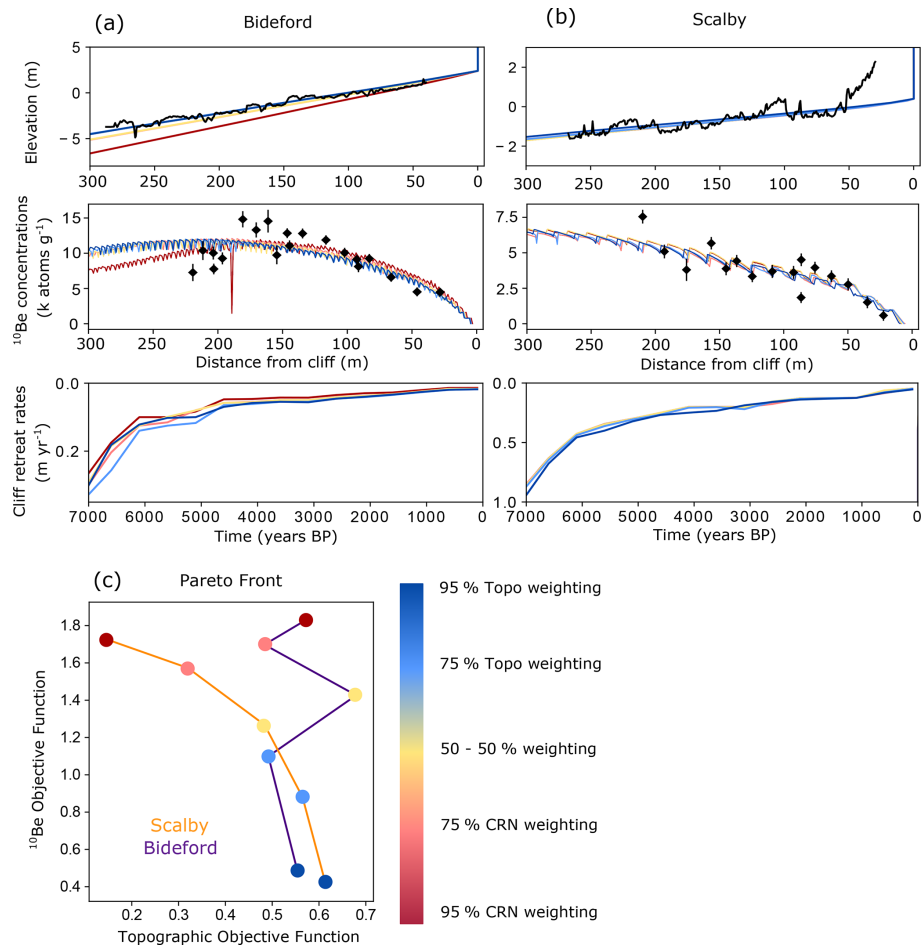 (a) Bideford
(b) Scalby
Elevation (m)
5
0
− 5
300 250 200 150 100 50 0
2
0
− 2
300 250 200 150 100 50 0
¹⁰Be concentrations
(k atoms g⁻¹)
15
10
5
0
300 250 200 150 100 50 0
Distance from cliff (m)
7.5
5
2.5
0
300 250 200 150 100 50 0
Distance from cliff (m)
Cliff retreat rates
(m yr⁻¹)
0.0
0.2
7000 6000 5000 4000 3000 2000 1000 0
Time (years BP)
0.0
0.5
1.0
7000 6000 5000 4000 3000 2000 1000 0
Time (years BP)
(c) Pareto Front
¹⁰Be Objective Function
1.8
1.6
1.4
1.2
1.0
0.8
0.6
0.4
Scalby
Bideford
0.2 0.3 0.4 0.5 0.6 0.7
Topographic Objective Function
95 % Topo weighting
75 % Topo weighting
50 - 50 % weighting
75 % CRN weighting
95 % CRN weighting